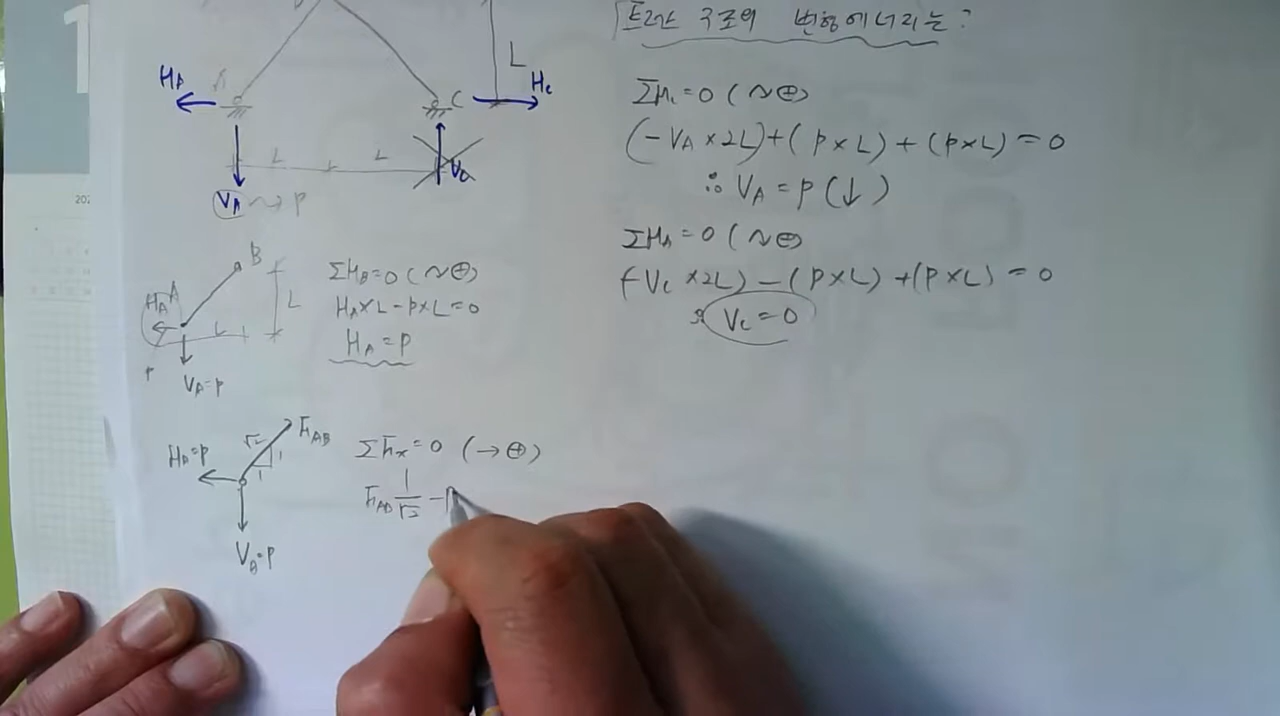 트러스 구조의 변형에너지는?
L
H_A
A
C
H_c
L
L
V_A → P
V_c
ΣM_c = 0 (↷⊕)
(-V_A × 2L) + (P × L) + (P × L) = 0
∴ V_A = P (↓)
ΣM_A = 0 (↷⊕)
(-V_c × 2L) - (P × L) + (P × L) = 0
∴ V_c = 0
B
A
H_A
L
L
P
V_A = P
ΣM_B = 0 (↷⊕)
H_A × L - P × L = 0
H_A = P
F_AB
√2
1
1
H_A = P
V_A = P
ΣF_x = 0 (→⊕)
F_AB 1/√2 - P
1
202